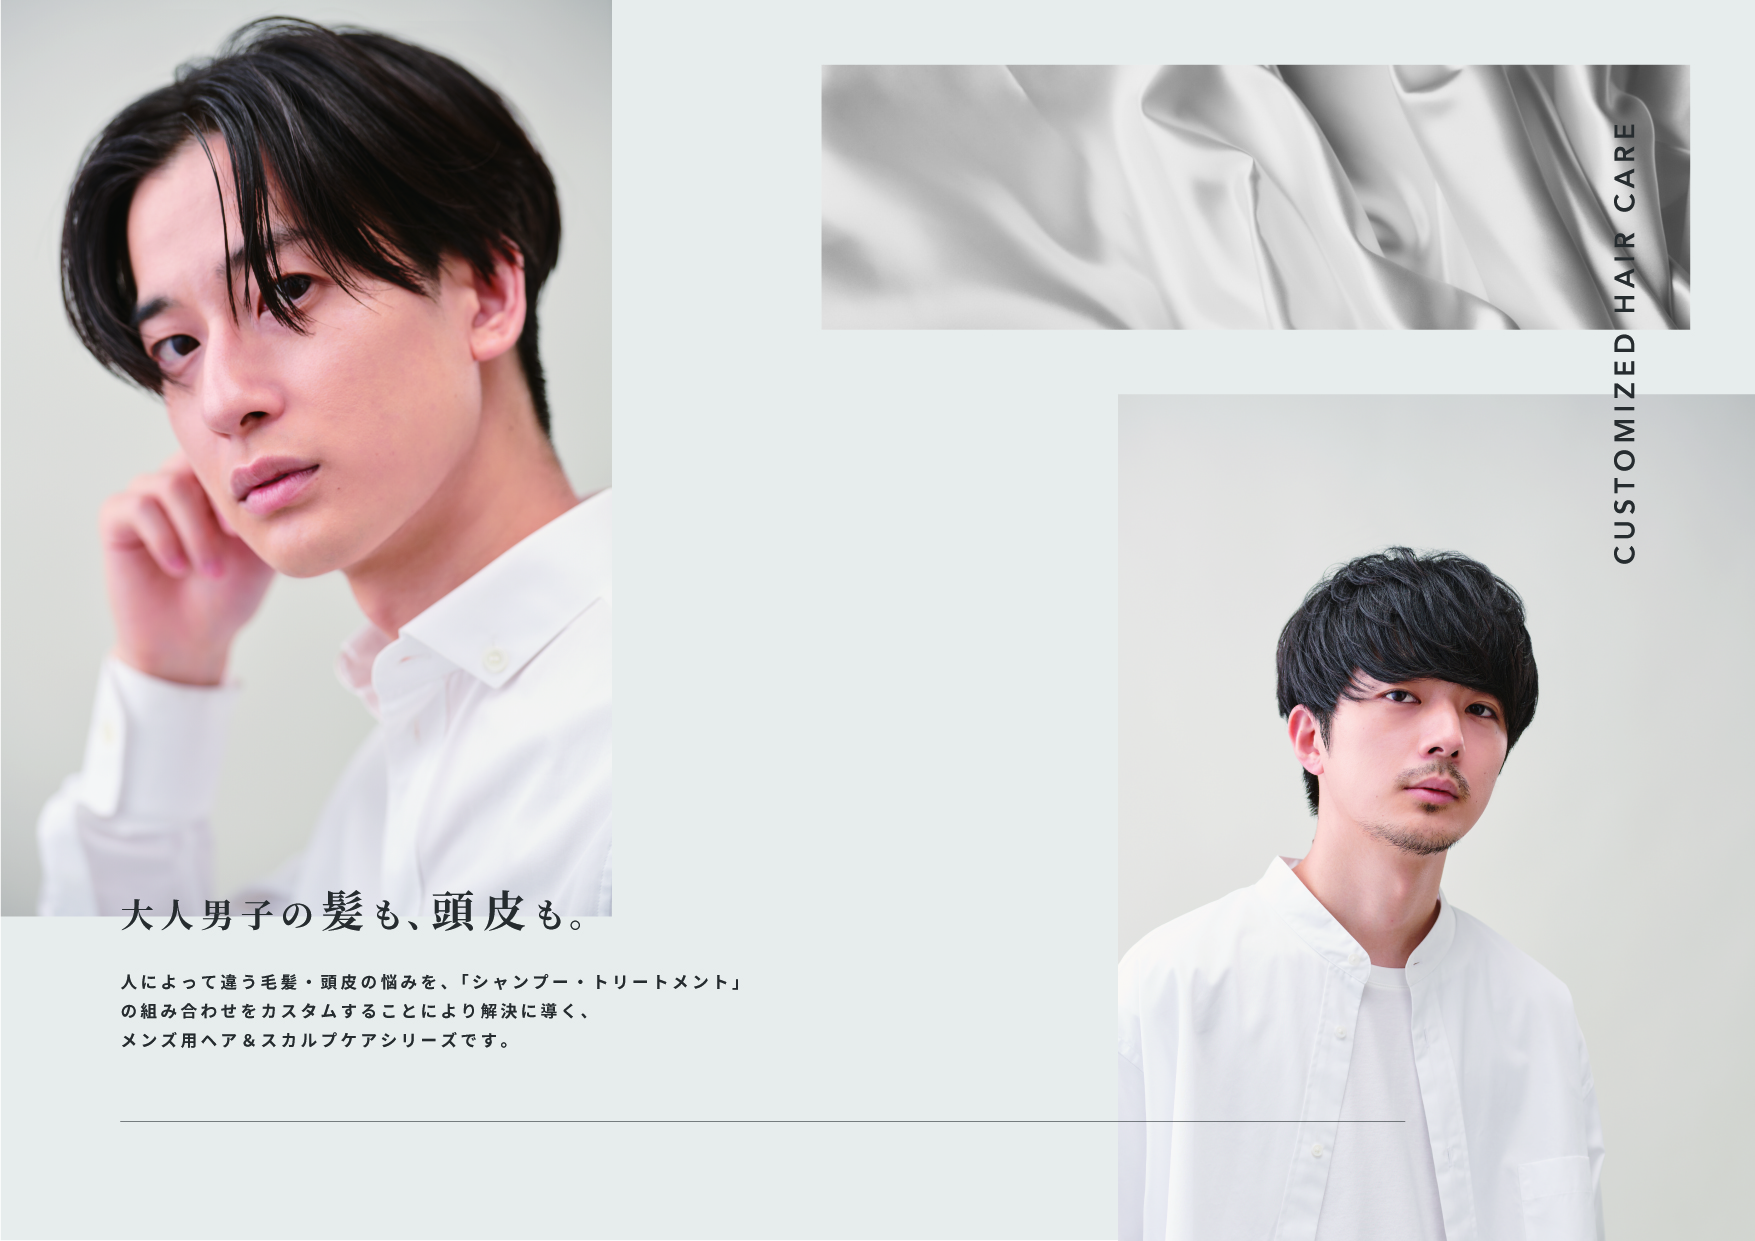 CUSTOMIZED HAIR CARE
大人男子の髪も、頭皮も。
人によって違う毛髪・頭皮の悩みを、「シャンプー・トリートメント」
の組み合わせをカスタムすることにより解決に導く、
メンズ用ヘア＆スカルプケアシリーズです。